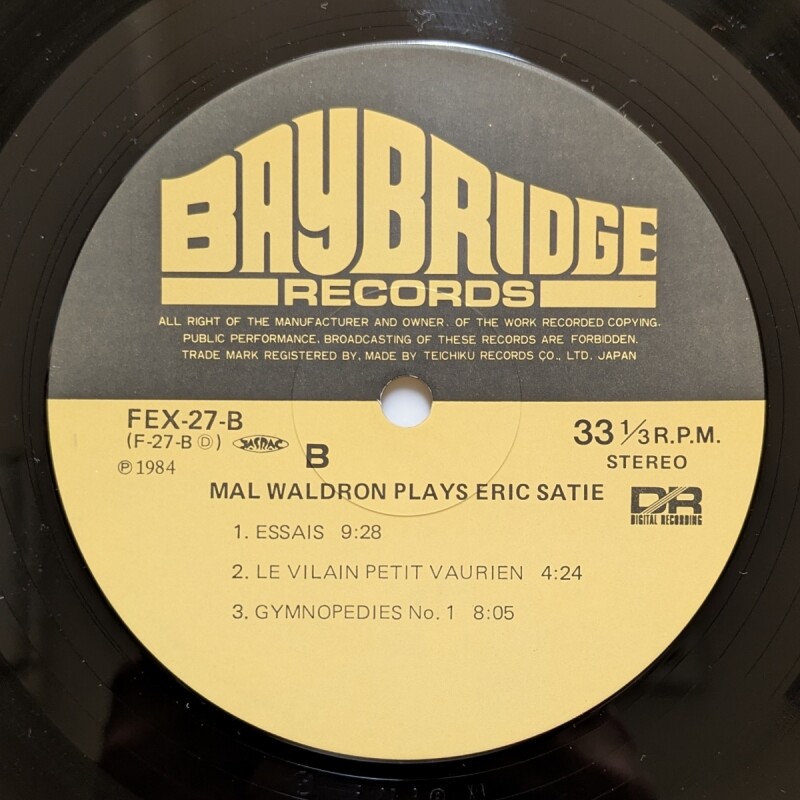 BAYBRIDGE
RECORDS
ALL RIGHT OF THE MANUFACTURER AND OWNER. OF THE WORK RECORDED COPYING.
PUBLIC PERFORMANCE, BROADCASTING OF THESE RECORDS ARE FORBIDDEN.
TRADE MARK REGISTERED BY, MADE BY TEICHIKU RECORDS CO., LTD. JAPAN
FEX-27-B
(F-27-B Ⓓ) JASRAC
℗ 1984
B
33 1/3 R.P.M.
STEREO
MAL WALDRON PLAYS ERIC SATIE
DR
DIGITAL RECORDING
1. ESSAIS 9:28
2. LE VILAIN PETIT VAURIEN 4:24
3. GYMNOPEDIES No. 1 8:05